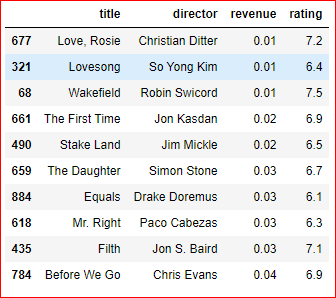 title director revenue rating
677 Love, Rosie Christian Ditter 0.01 7.2
321 Lovesong So Yong Kim 0.01 6.4
68 Wakefield Robin Swicord 0.01 7.5
661 The First Time Jon Kasdan 0.02 6.9
490 Stake Land Jim Mickle 0.02 6.5
659 The Daughter Simon Stone 0.03 6.7
884 Equals Drake Doremus 0.03 6.1
618 Mr. Right Paco Cabezas 0.03 6.3
435 Filth Jon S. Baird 0.03 7.1
784 Before We Go Chris Evans 0.04 6.9